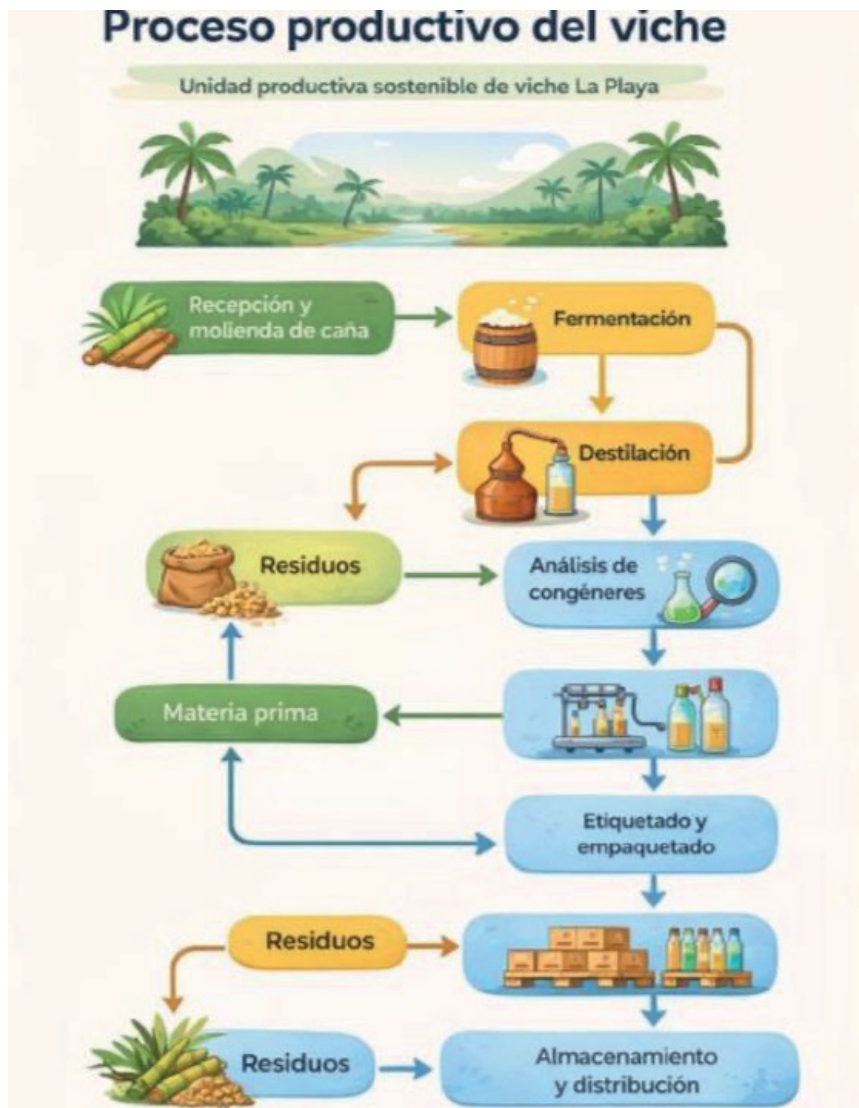 Proceso productivo del viche
Unidad productiva sostenible de viche La Playa
Recepción y
molienda de caña
Fermentación
Destilación
Residuos
Análisis de
congéneres
Materia prima
Etiquetado y
empaquetado
Residuos
Residuos
Almacenamiento
y distribución